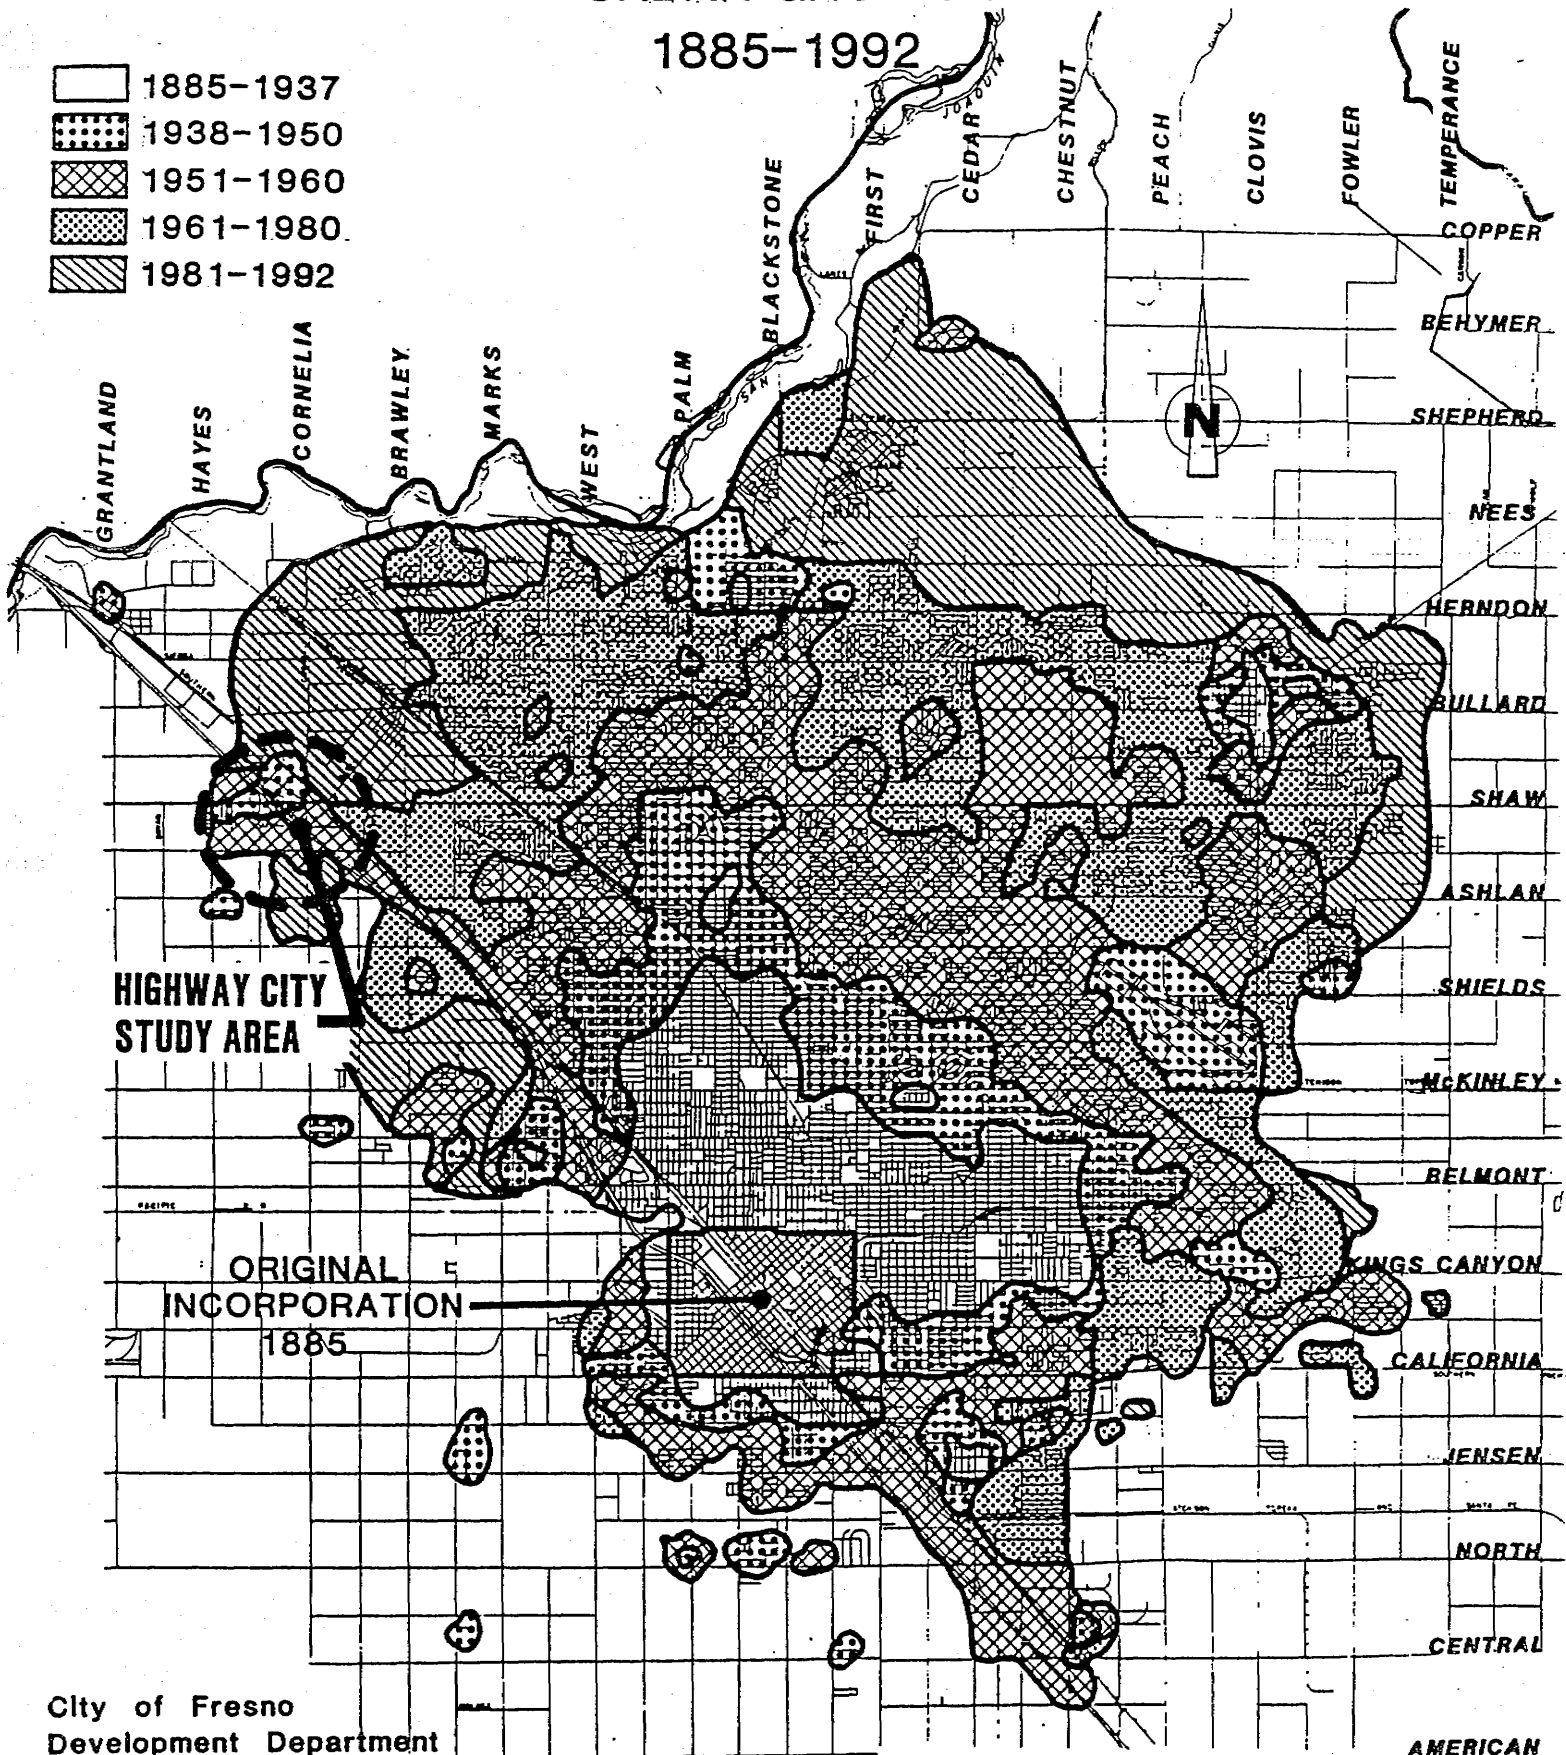 1885-1992
1885-1937
1938-1950
1951-1960
1961-1980
1981-1992
GRANTLAND
HAYES
CORNELIA
BRAWLEY
MARKS
WEST
PALM
BLACKSTONE
FIRST
CEDAR
CHESTNUT
PEACH
CLOVIS
FOWLER
TEMPERANCE
SAN
JOAQUIN
N
COPPER
BEHYMER
SHEPHERD
NEES
HERNDON
BULLARD
SHAW
ASHLAN
SHIELDS
McKINLEY
BELMONT
KINGS CANYON
CALIFORNIA
JENSEN
NORTH
CENTRAL
AMERICAN
HIGHWAY CITY
STUDY AREA
PACIFIC
ORIGINAL
INCORPORATION
1885
City of Fresno
Development Department